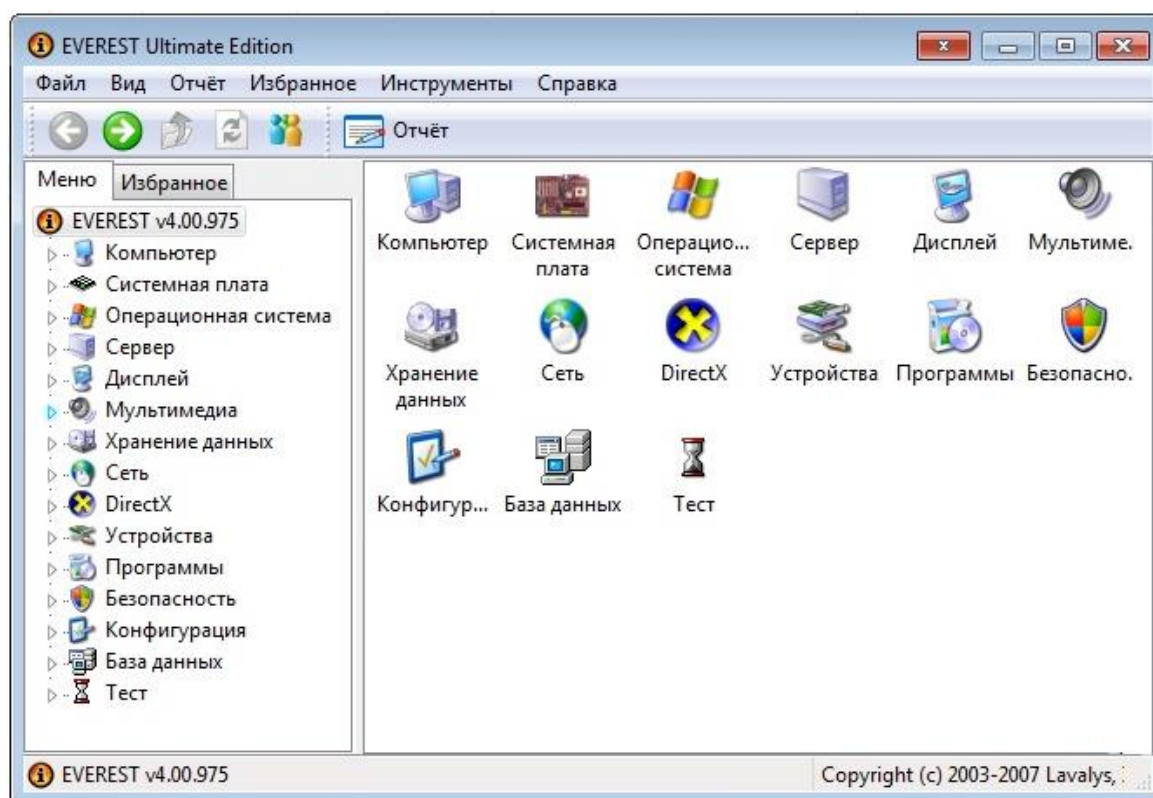 EVEREST Ultimate Edition
Файл Вид Отчёт Избранное Инструменты Справка
Отчёт
Меню Избранное
EVEREST v4.00.975
Компьютер
Системная плата
Операционная система
Сервер
Дисплей
Мультимедиа
Хранение данных
Сеть
DirectX
Устройства
Программы
Безопасность
Конфигурация
База данных
Тест
Компьютер Системная Операцио... Сервер Дисплей Мультиме.
плата система
Хранение Сеть DirectX Устройства Программы Безопасно.
данных
Конфигур... База данных Тест
EVEREST v4.00.975 Copyright (c) 2003-2007 Lavalys,